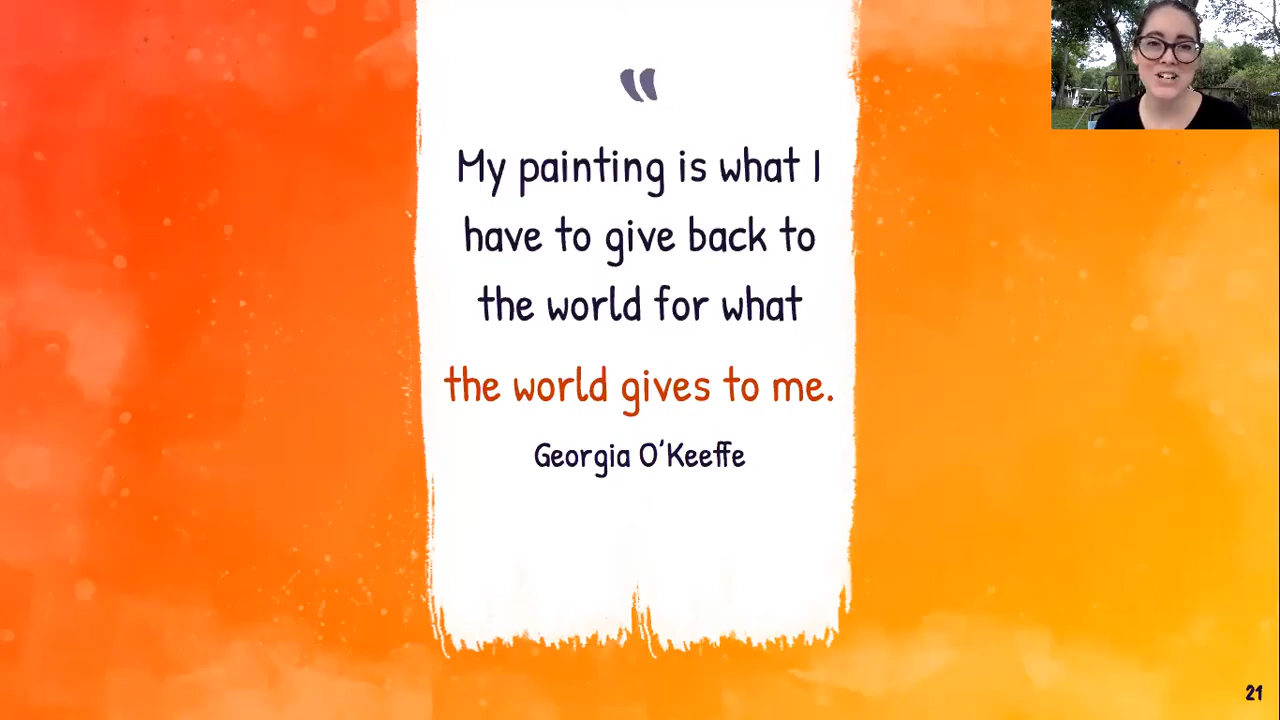 “
My painting is what I
have to give back to
the world for what
the world gives to me.
Georgia O’Keeffe
21